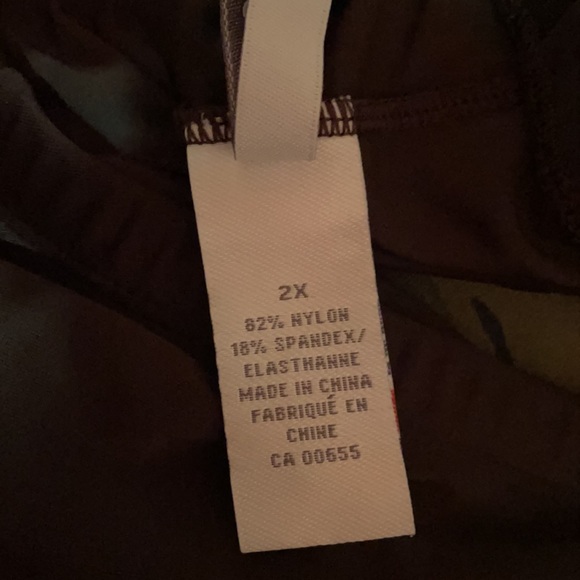 2X
82% NYLON
18% SPANDEX/
ELASTHANNE
MADE IN CHINA
FABRIQUÉ EN
CHINE
CA 00655